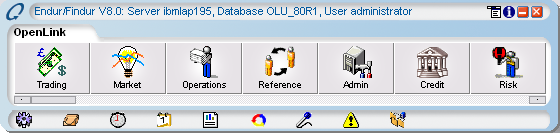 Endur/Findur V8.0: Server ibmlap195, Database OLU_80R1, User administrator
OpenLink
Trading Market Operations Reference Admin Credit Risk